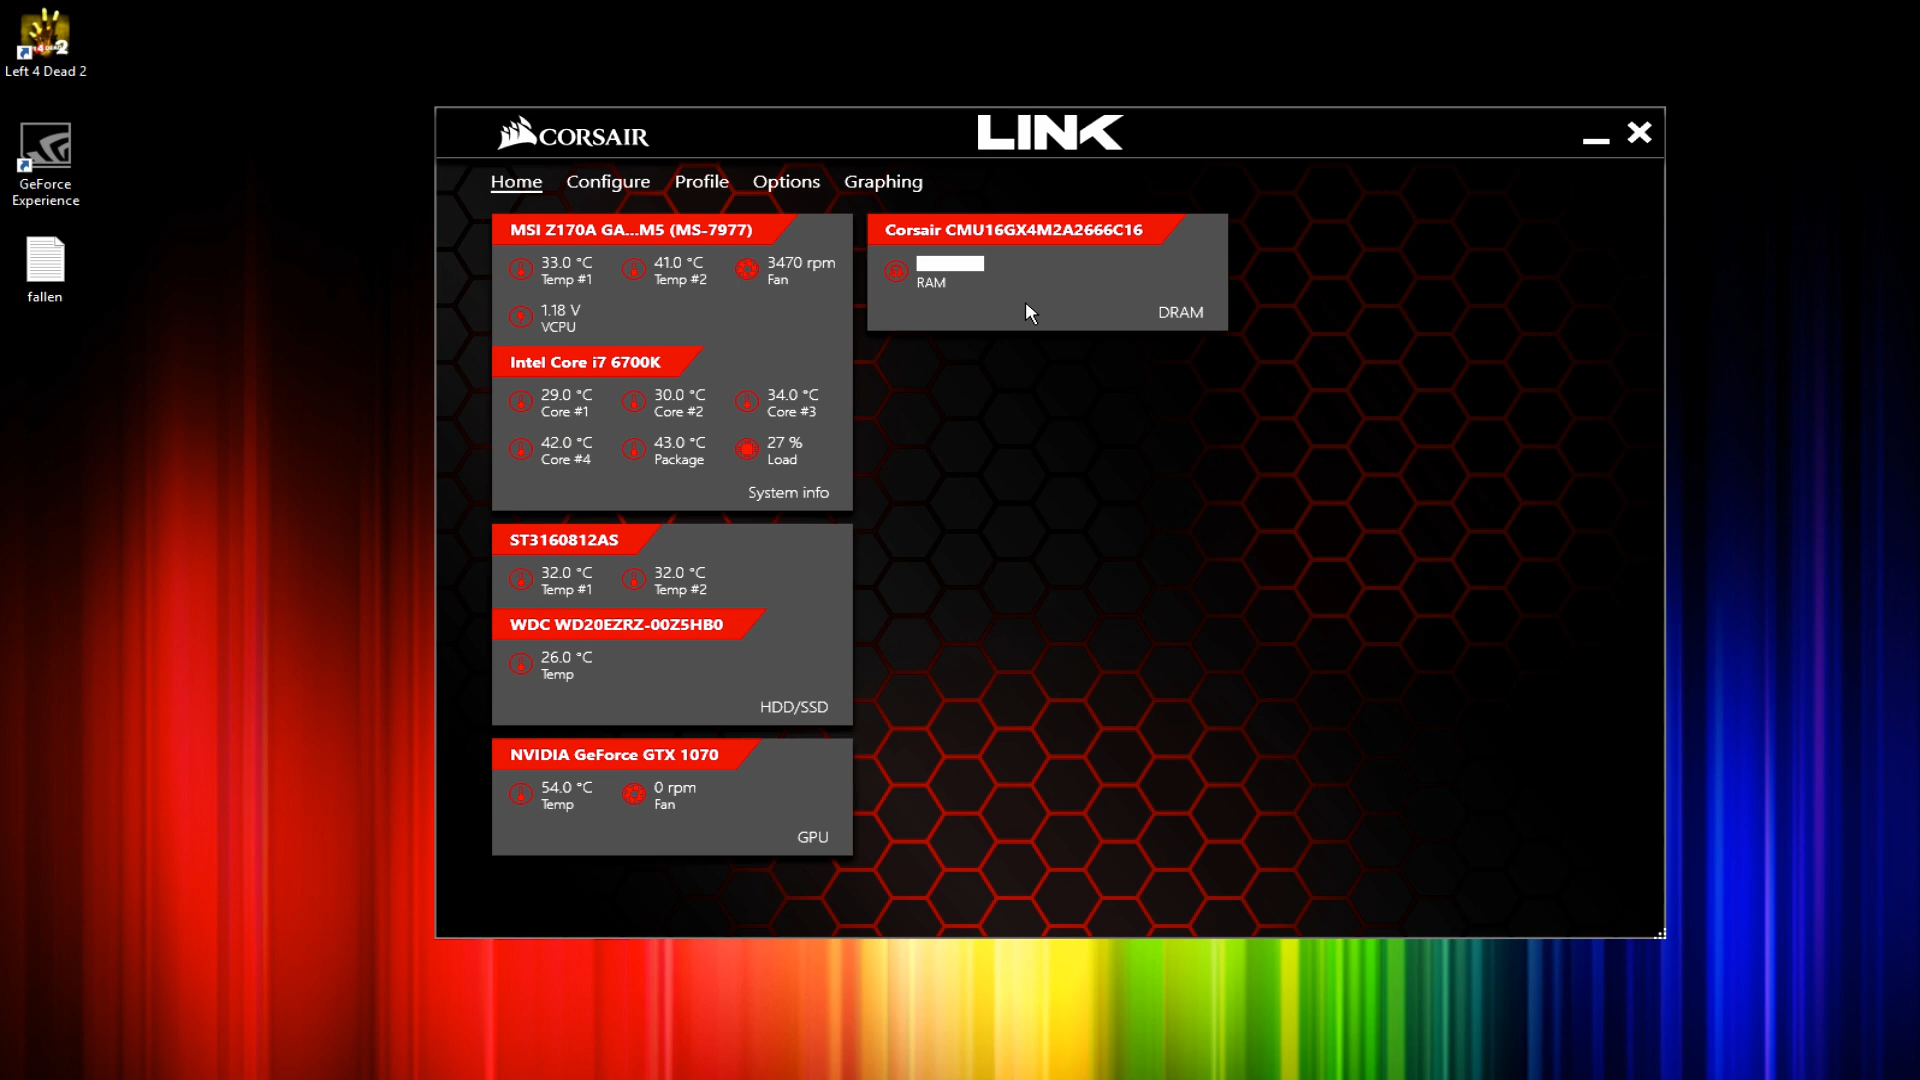 Left 4 Dead 2
GeForce
Experience
fallen
CORSAIR
LINK
Home Configure Profile Options Graphing
MSI Z170A GA...M5 (MS-7977)
33.0 °C
Temp #1
41.0 °C
Temp #2
3470 rpm
Fan
1.18 V
VCPU
Intel Core i7 6700K
29.0 °C
Core #1
30.0 °C
Core #2
34.0 °C
Core #3
42.0 °C
Core #4
43.0 °C
Package
27 %
Load
System info
ST3160812AS
32.0 °C
Temp #1
32.0 °C
Temp #2
WDC WD20EZRZ-00Z5HB0
26.0 °C
Temp
HDD/SSD
NVIDIA GeForce GTX 1070
54.0 °C
Temp
0 rpm
Fan
GPU
Corsair CMU16GX4M2A2666C16
RAM
DRAM